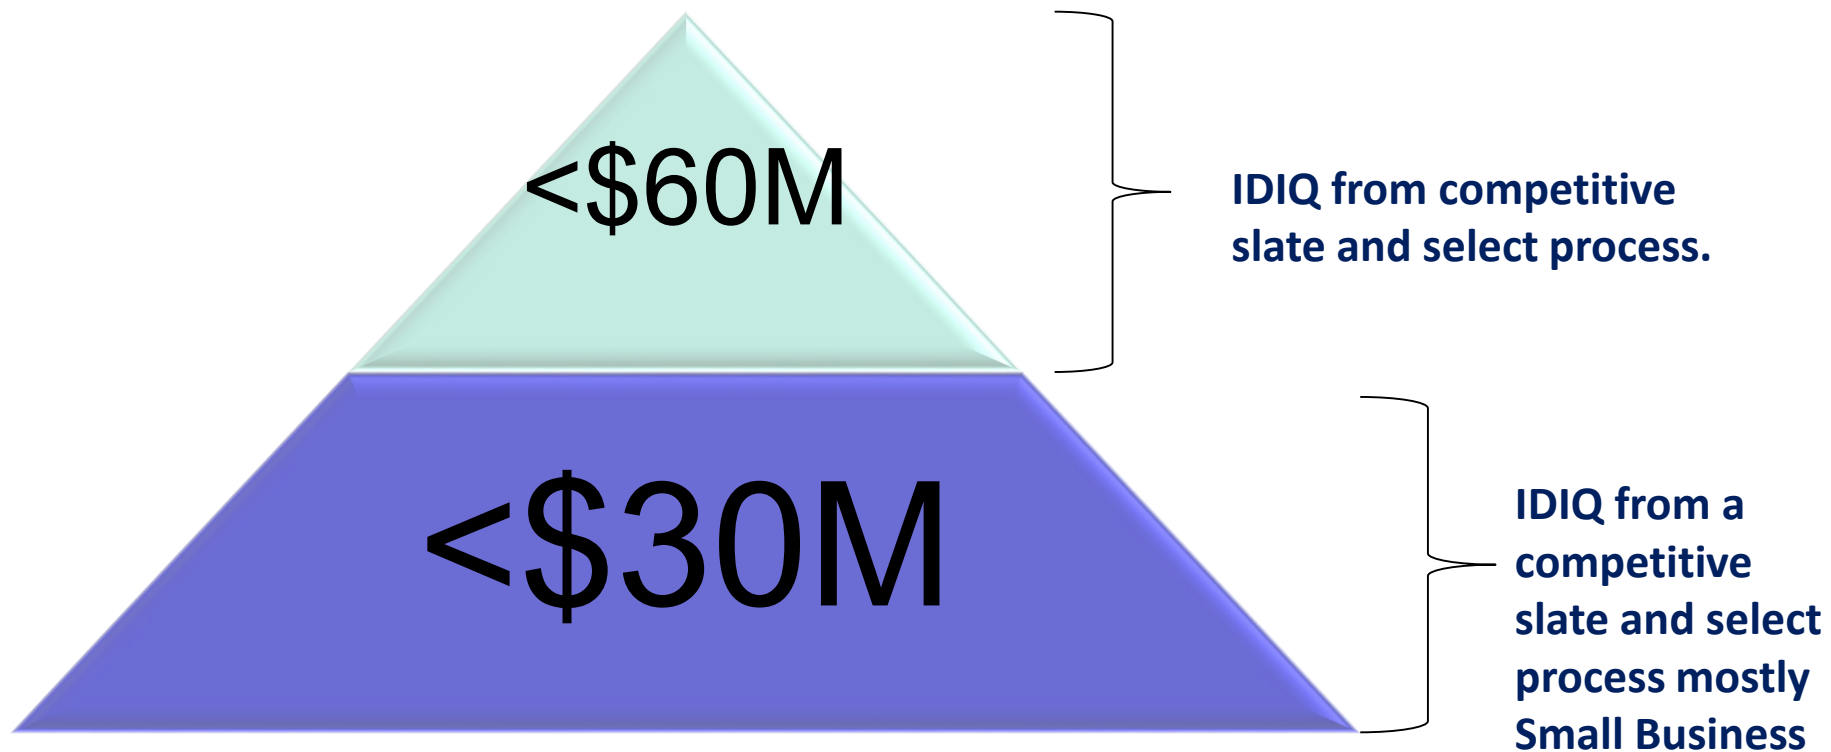 <$60M
IDIQ from competitive
slate and select process.
<$30M
IDIQ from a
competitive
slate and select
process mostly
Small Business